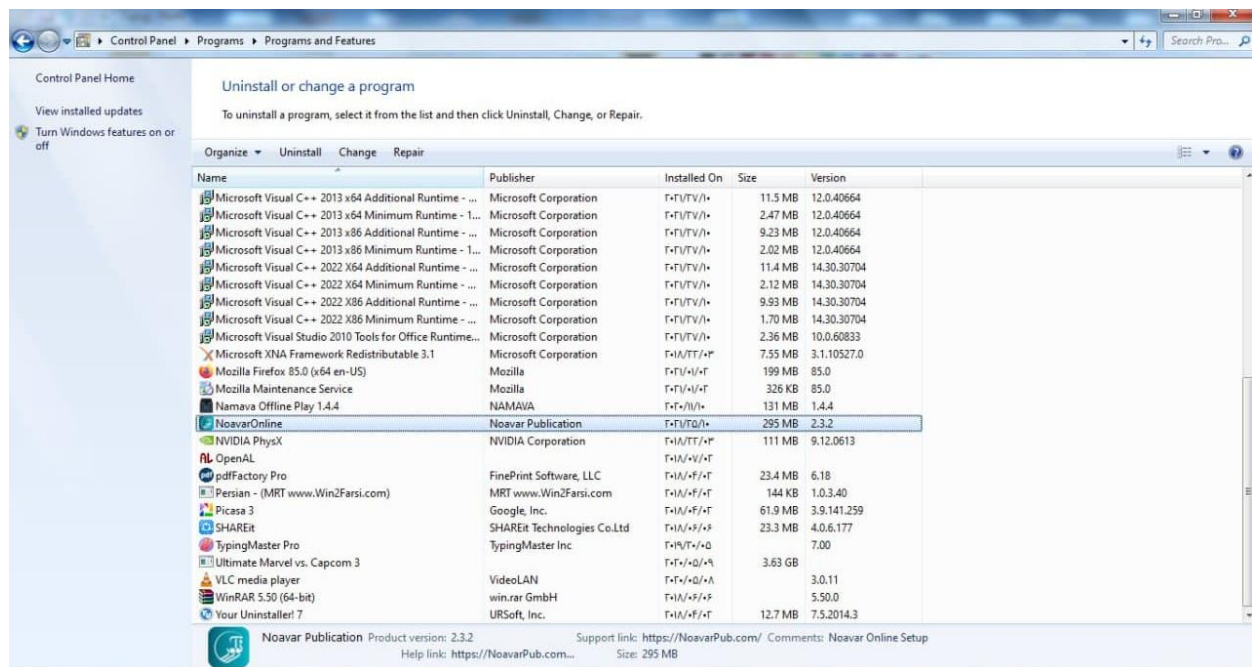 Control Panel ▸ Programs ▸ Programs and Features
Search Pro...
Control Panel Home
View installed updates
Turn Windows features on or
off
Uninstall or change a program
To uninstall a program, select it from the list and then click Uninstall, Change, or Repair.
Organize Uninstall Change Repair
Name Publisher Installed On Size Version
Microsoft Visual C++ 2013 x64 Additional Runtime - ... Microsoft Corporation ۲۰۲۱/۲۷/۱۰ 11.5 MB 12.0.40664
Microsoft Visual C++ 2013 x64 Minimum Runtime - 1... Microsoft Corporation ۲۰۲۱/۲۷/۱۰ 2.47 MB 12.0.40664
Microsoft Visual C++ 2013 x86 Additional Runtime - ... Microsoft Corporation ۲۰۲۱/۲۷/۱۰ 9.23 MB 12.0.40664
Microsoft Visual C++ 2013 x86 Minimum Runtime - 1... Microsoft Corporation ۲۰۲۱/۲۷/۱۰ 2.02 MB 12.0.40664
Microsoft Visual C++ 2022 X64 Additional Runtime - ... Microsoft Corporation ۲۰۲۱/۲۷/۱۰ 11.4 MB 14.30.30704
Microsoft Visual C++ 2022 X64 Minimum Runtime - ... Microsoft Corporation ۲۰۲۱/۲۷/۱۰ 2.12 MB 14.30.30704
Microsoft Visual C++ 2022 X86 Additional Runtime - ... Microsoft Corporation ۲۰۲۱/۲۷/۱۰ 9.93 MB 14.30.30704
Microsoft Visual C++ 2022 X86 Minimum Runtime - ... Microsoft Corporation ۲۰۲۱/۲۷/۱۰ 1.70 MB 14.30.30704
Microsoft Visual Studio 2010 Tools for Office Runtime... Microsoft Corporation ۲۰۲۱/۲۷/۱۰ 2.36 MB 10.0.60833
Microsoft XNA Framework Redistributable 3.1 Microsoft Corporation ۲۰۱۸/۲۲/۰۳ 7.55 MB 3.1.10527.0
Mozilla Firefox 85.0 (x64 en-US) Mozilla ۲۰۲۱/۰۱/۰۲ 199 MB 85.0
Mozilla Maintenance Service Mozilla ۲۰۲۱/۰۱/۰۲ 326 KB 85.0
Namava Offline Play 1.4.4 NAMAVA ۲۰۲۰/۱۱/۱۰ 131 MB 1.4.4
NoavarOnline Noavar Publication ۲۰۲۱/۲۵/۱۰ 295 MB 2.3.2
NVIDIA PhysX NVIDIA Corporation ۲۰۱۸/۲۲/۰۳ 111 MB 9.12.0613
OpenAL ۲۰۱۸/۰۷/۰۲
pdfFactory Pro FinePrint Software, LLC ۲۰۱۸/۰۴/۰۲ 23.4 MB 6.18
Persian - (MRT www.Win2Farsi.com) MRT www.Win2Farsi.com ۲۰۱۸/۰۴/۰۲ 144 KB 1.0.3.40
Picasa 3 Google, Inc. ۲۰۱۸/۰۴/۰۲ 61.9 MB 3.9.141.259
SHAREit SHAREit Technologies Co.Ltd ۲۰۱۸/۰۶/۰۶ 23.3 MB 4.0.6.177
TypingMaster Pro TypingMaster Inc ۲۰۱۹/۲۰/۰۵ 7.00
Ultimate Marvel vs. Capcom 3 ۲۰۲۰/۰۵/۰۹ 3.63 GB
VLC media player VideoLAN ۲۰۲۰/۰۵/۰۸ 3.0.11
WinRAR 5.50 (64-bit) win.rar GmbH ۲۰۱۸/۰۶/۰۶ 5.50.0
Your Uninstaller! 7 URSoft, Inc. ۲۰۱۸/۰۴/۰۲ 12.7 MB 7.5.2014.3
Noavar Publication Product version: 2.3.2 Support link: https://NoavarPub.com/ Comments: Noavar Online Setup
Help link: https://NoavarPub.com... Size: 295 MB